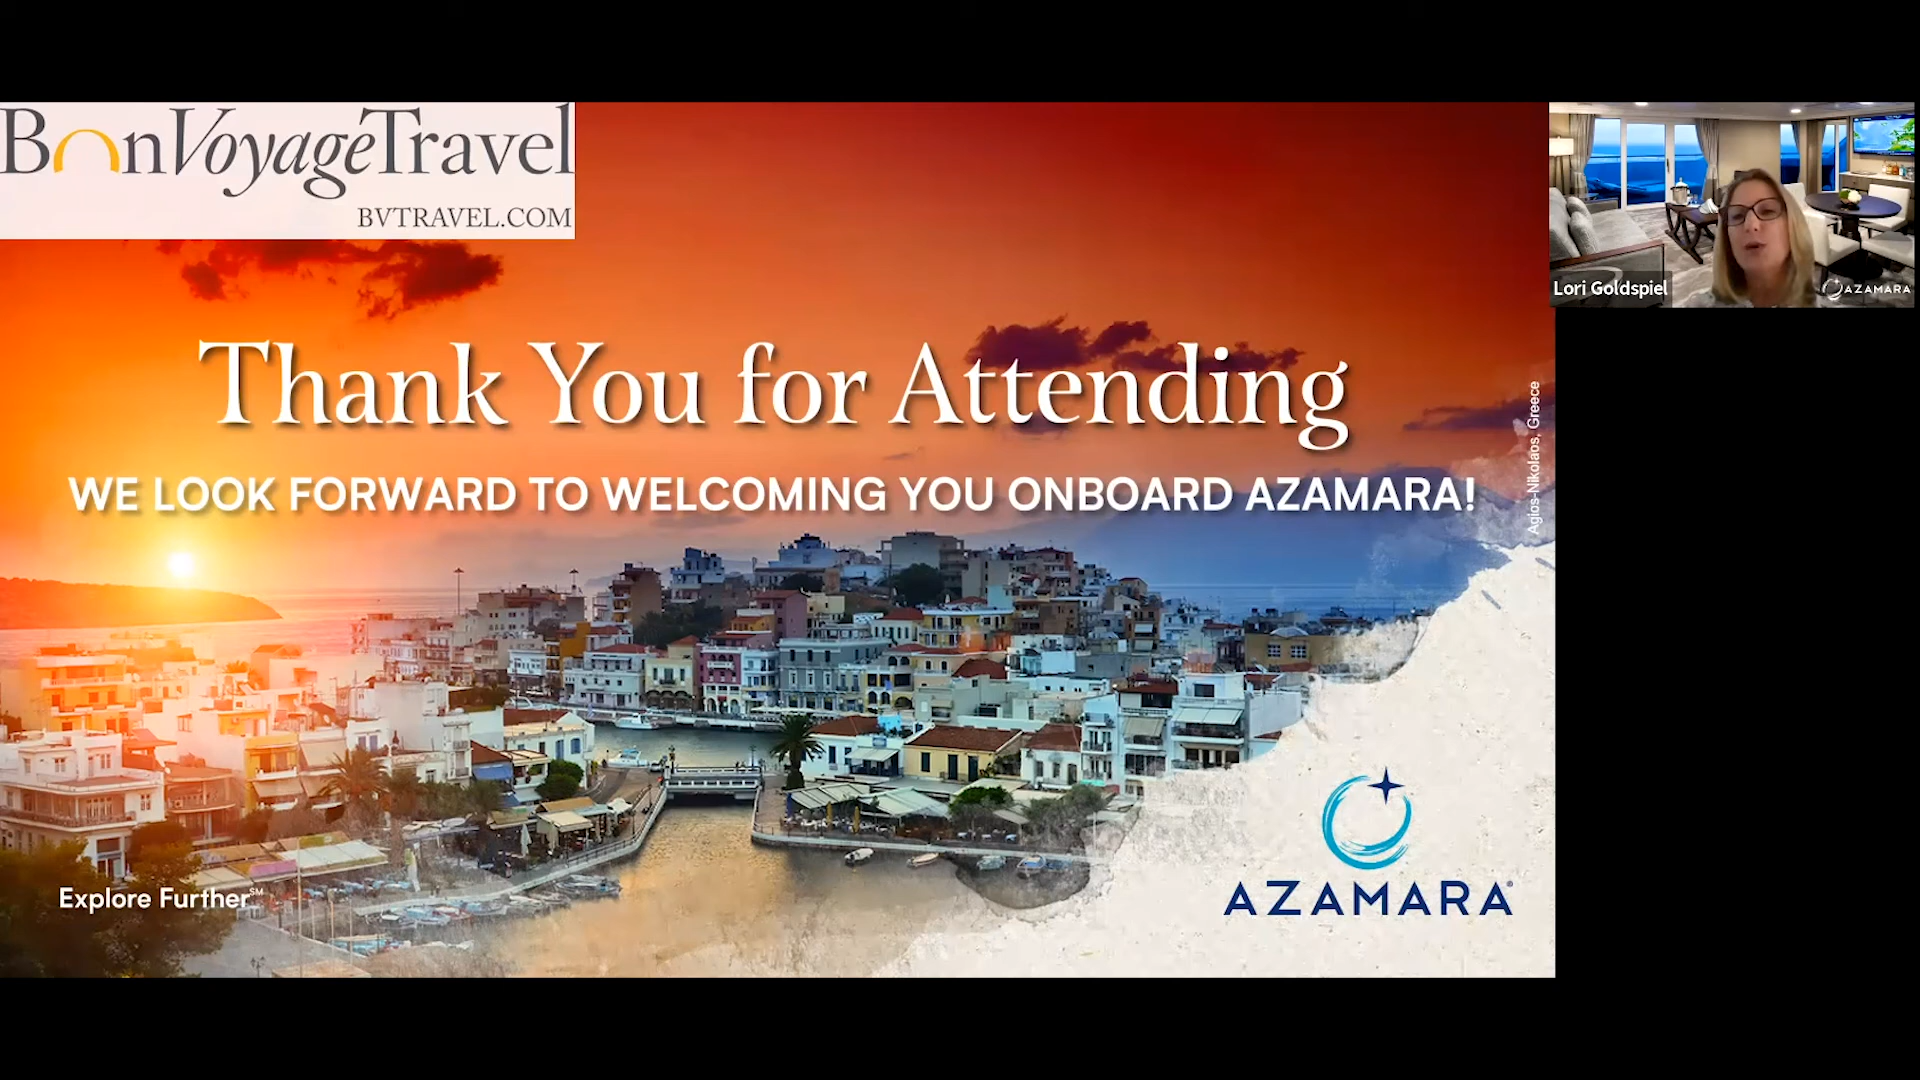 BonVoyageTravel
BVTRAVEL.COM
Thank You for Attending
WE LOOK FORWARD TO WELCOMING YOU ONBOARD AZAMARA!
Agios-Nikolaos, Greece
Explore Further℠
AZAMARA®
Lori Goldspiel
AZAMARA